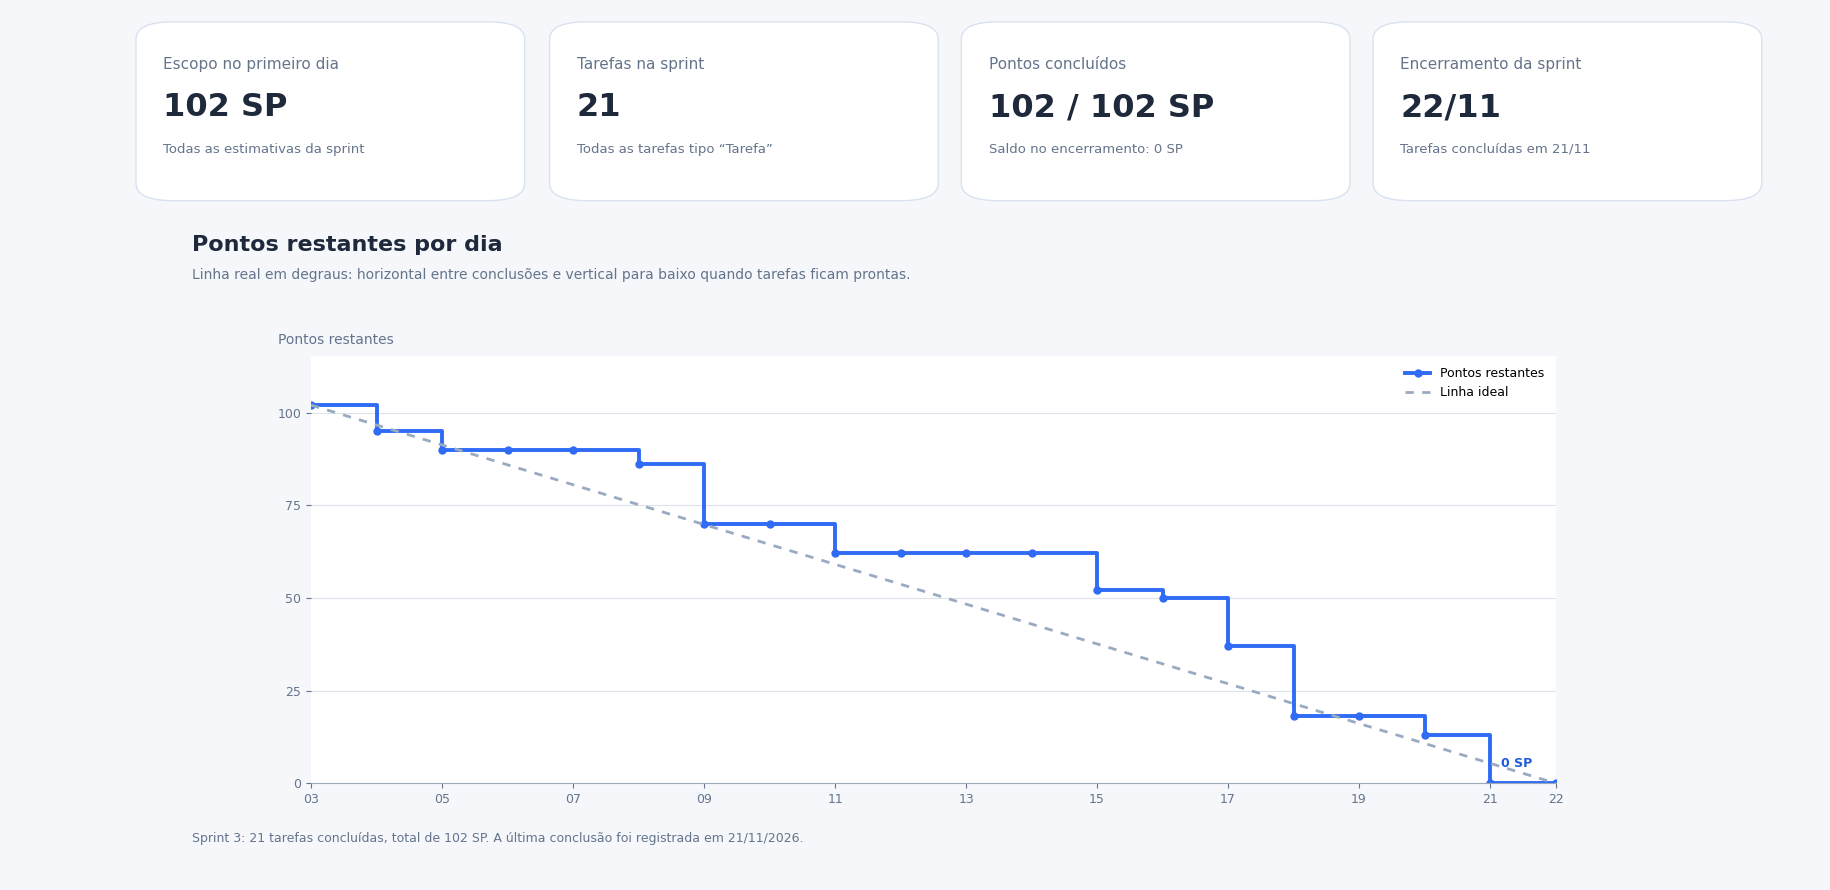 Escopo no primeiro dia
102 SP
Todas as estimativas da sprint
Tarefas na sprint
21
Todas as tarefas tipo “Tarefa”
Pontos concluídos
102 / 102 SP
Saldo no encerramento: 0 SP
Encerramento da sprint
22/11
Tarefas concluídas em 21/11
Pontos restantes por dia
Linha real em degraus: horizontal entre conclusões e vertical para baixo quando tarefas ficam prontas.
Pontos restantes
Pontos restantes
Linha ideal
100
75
50
25
0
0 SP
03 05 07 09 11 13 15 17 19 21 22
Sprint 3: 21 tarefas concluídas, total de 102 SP. A última conclusão foi registrada em 21/11/2026.